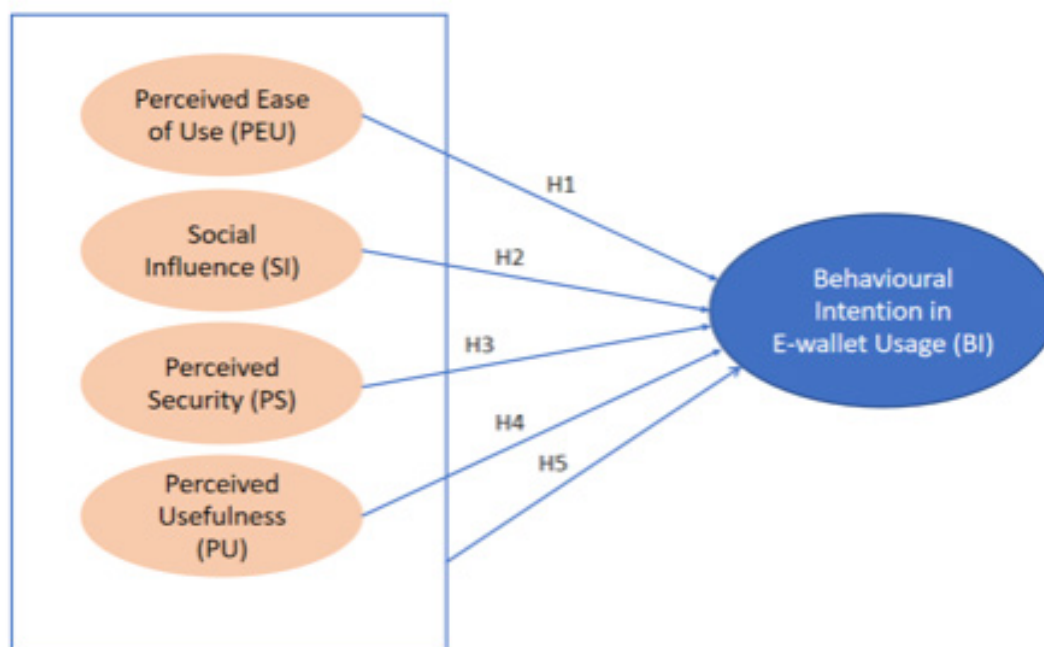 Perceived Ease
of Use (PEU)
H1
Social
Influence (SI)
H2
Behavioural
Intention in
E-wallet Usage (BI)
Perceived
Security (PS)
H3
H4
H5
Perceived
Usefulness
(PU)